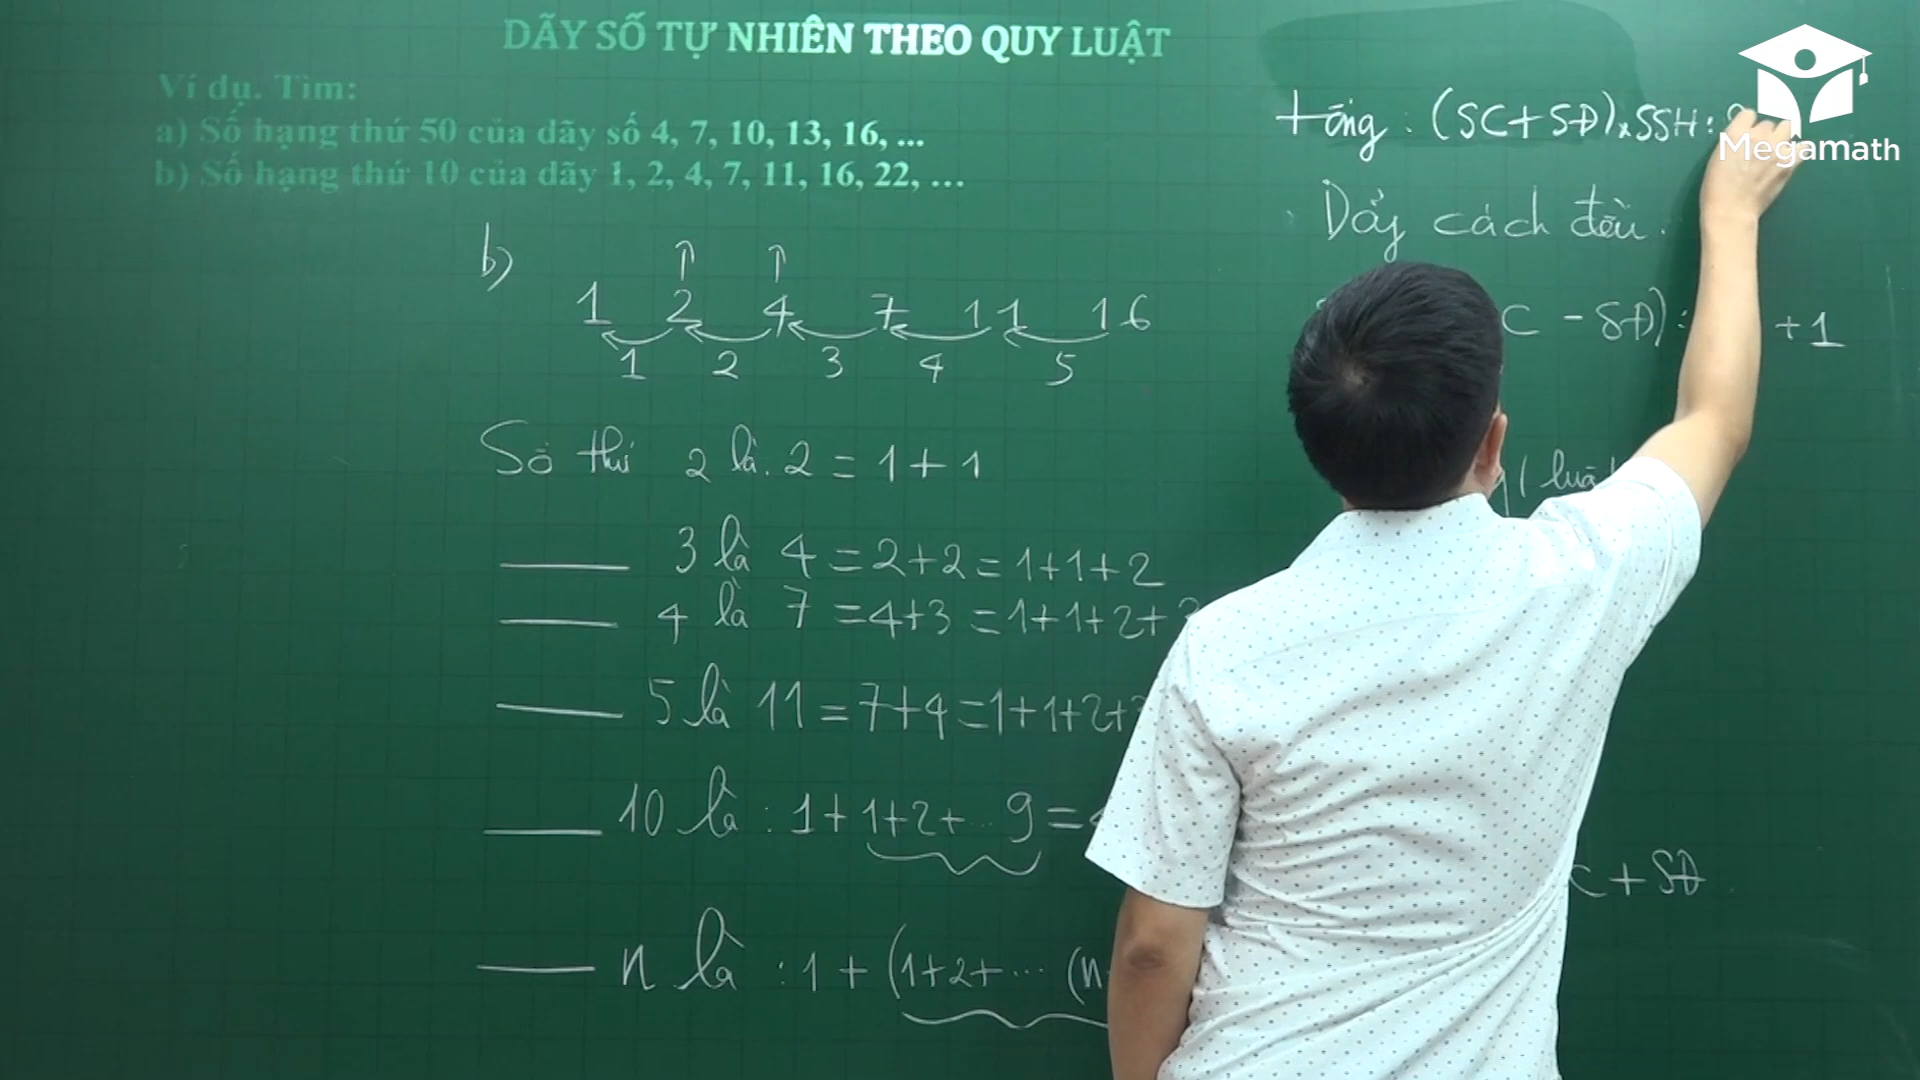 DÃY SỐ TỰ NHIÊN THEO QUY LUẬT
Ví dụ. Tìm:
a) Số hạng thứ 50 của dãy số 4, 7, 10, 13, 16, ...
b) Số hạng thứ 10 của dãy 1, 2, 4, 7, 11, 16, 22, ...
Megamath
tổng : (SC+SĐ)xSSH:
Dãy cách đều.
C - SĐ): +1
b)
1 2 4 7 11 16
1 2 3 4 5
Số thứ 2 là. 2 = 1+1
3 là 4 = 2+2 = 1+1+2
4 là 7 = 4+3 = 1+1+2+
5 là 11 = 7+4 = 1+1+2+
10 là : 1+1+2+ ... 9 =
C + SĐ
n là : 1 + (1+2+ ... (n